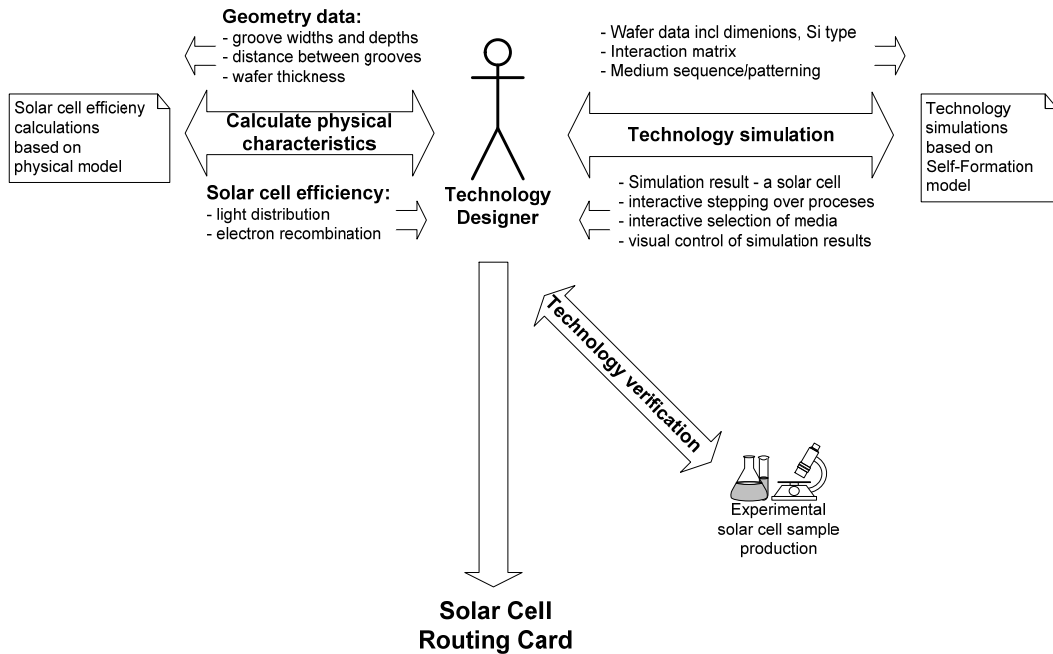 Geometry data:
- groove widths and depths
- distance between grooves
- wafer thickness
- Wafer data incl dimenions, Si type
- Interaction matrix
- Medium sequence/patterning
Solar cell efficieny
calculations
based on
physical model
Calculate physical
characteristics
Technology simulation
Technology
simulations
based on
Self-Formation
model
Solar cell efficiency:
- light distribution
- electron recombination
Technology
Designer
- Simulation result - a solar cell
- interactive stepping over proceses
- interactive selection of media
- visual control of simulation results
Technology verification
Experimental
solar cell sample
production
Solar Cell
Routing Card